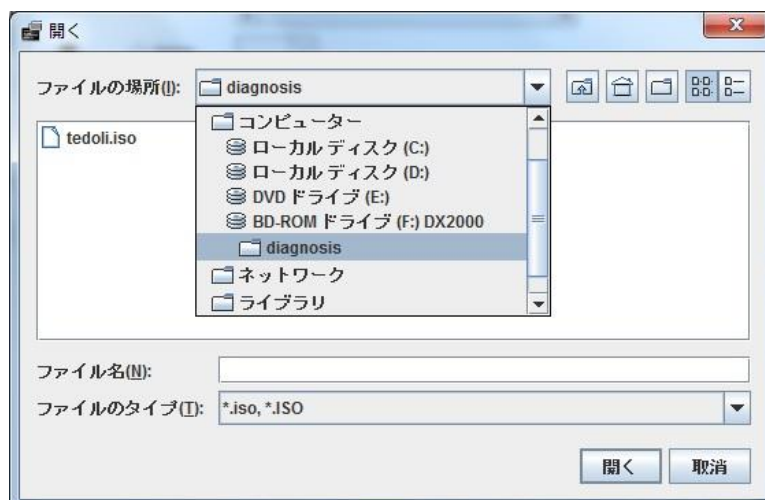 開く
ファイルの場所(I): diagnosis
tedoli.iso
コンピューター
ローカル ディスク (C:)
ローカル ディスク (D:)
DVD ドライブ (E:)
BD-ROM ドライブ (F:) DX2000
diagnosis
ネットワーク
ライブラリ
ファイル名(N):
ファイルのタイプ(T): *.iso, *.ISO
開く 取消